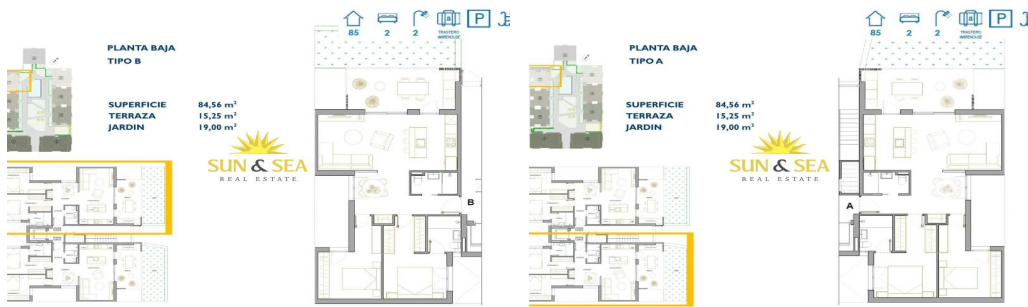 85 2 2 TRASTERO P
WAREHOUSE
PLANTA BAJA
TIPO B
SUPERFICIE 84,56 m²
TERRAZA 15,25 m²
JARDIN 19,00 m²
SUN & SEA
REAL ESTATE
B
85 2 2 TRASTERO P
WAREHOUSE
PLANTA BAJA
TIPO A
SUPERFICIE 84,56 m²
TERRAZA 15,25 m²
JARDIN 19,00 m²
SUN & SEA
REAL ESTATE
A